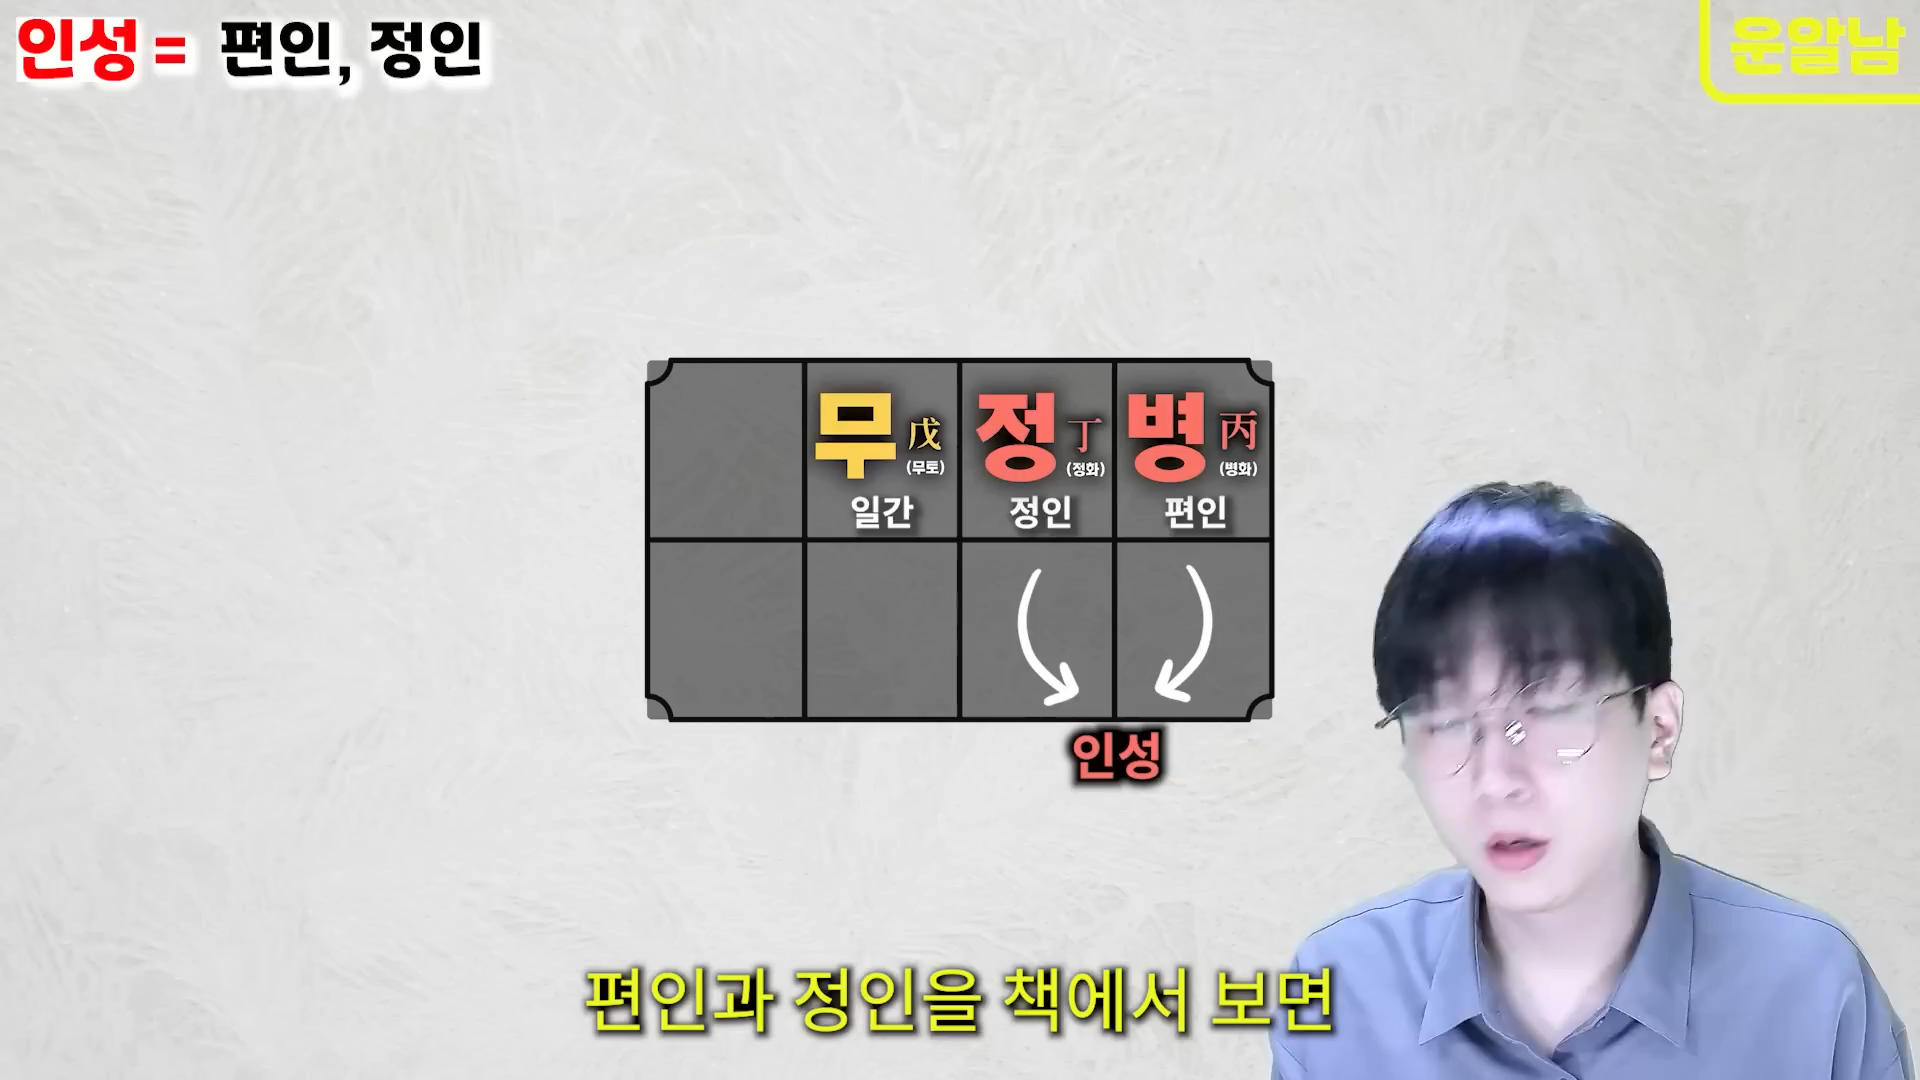 인성 = 편인, 정인
운알남
무 戊 (무토)
일간
정 丁 (정화)
정인
병 丙 (병화)
편인
인성
편인과 정인을 책에서 보면